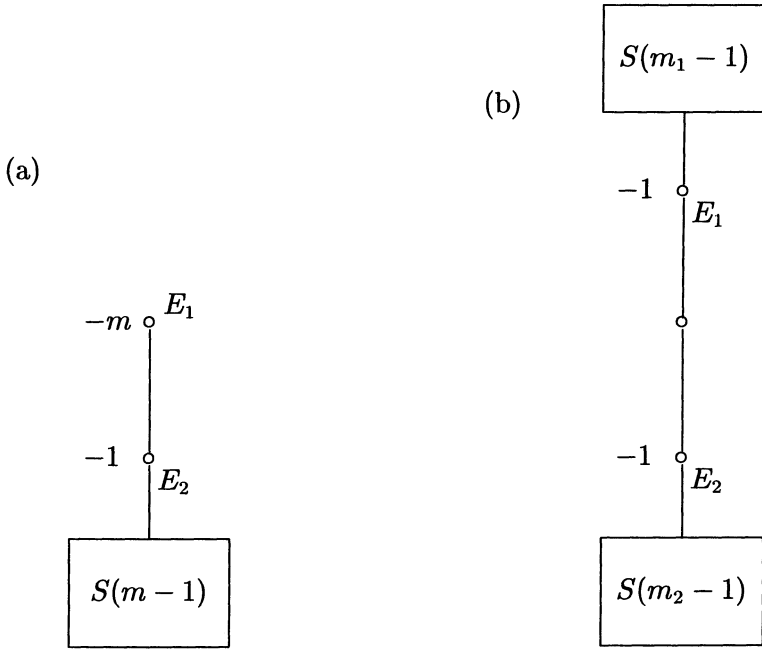 (a)
−m E₁
−1
E₂
S(m − 1)
(b)
S(m₁ − 1)
−1
E₁
−1
E₂
S(m₂ − 1)